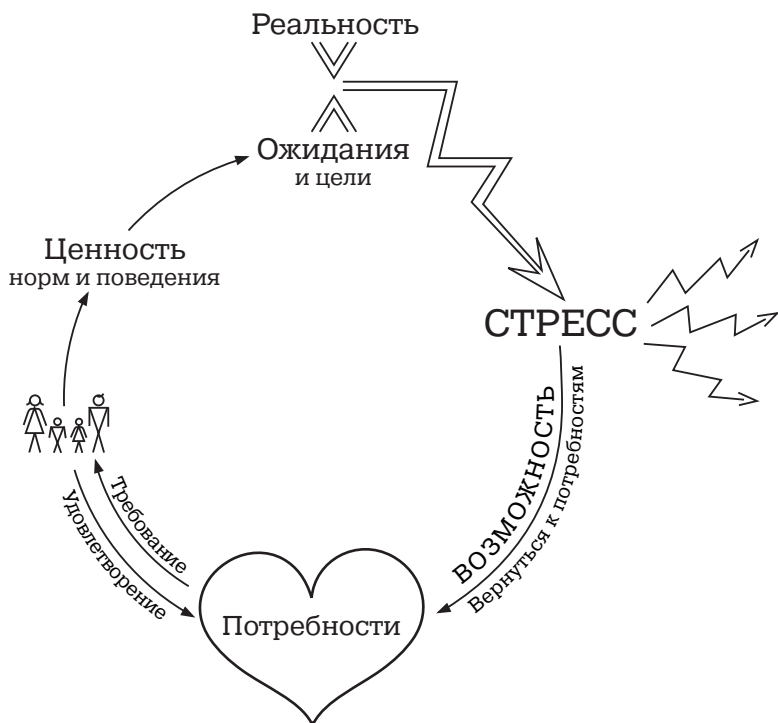 Реальность
Ожидания
и цели
Ценность
норм и поведения
СТРЕСС
ВОЗМОЖНОСТЬ
Вернуться к потребностям
Требование
Удовлетворение
Потребности